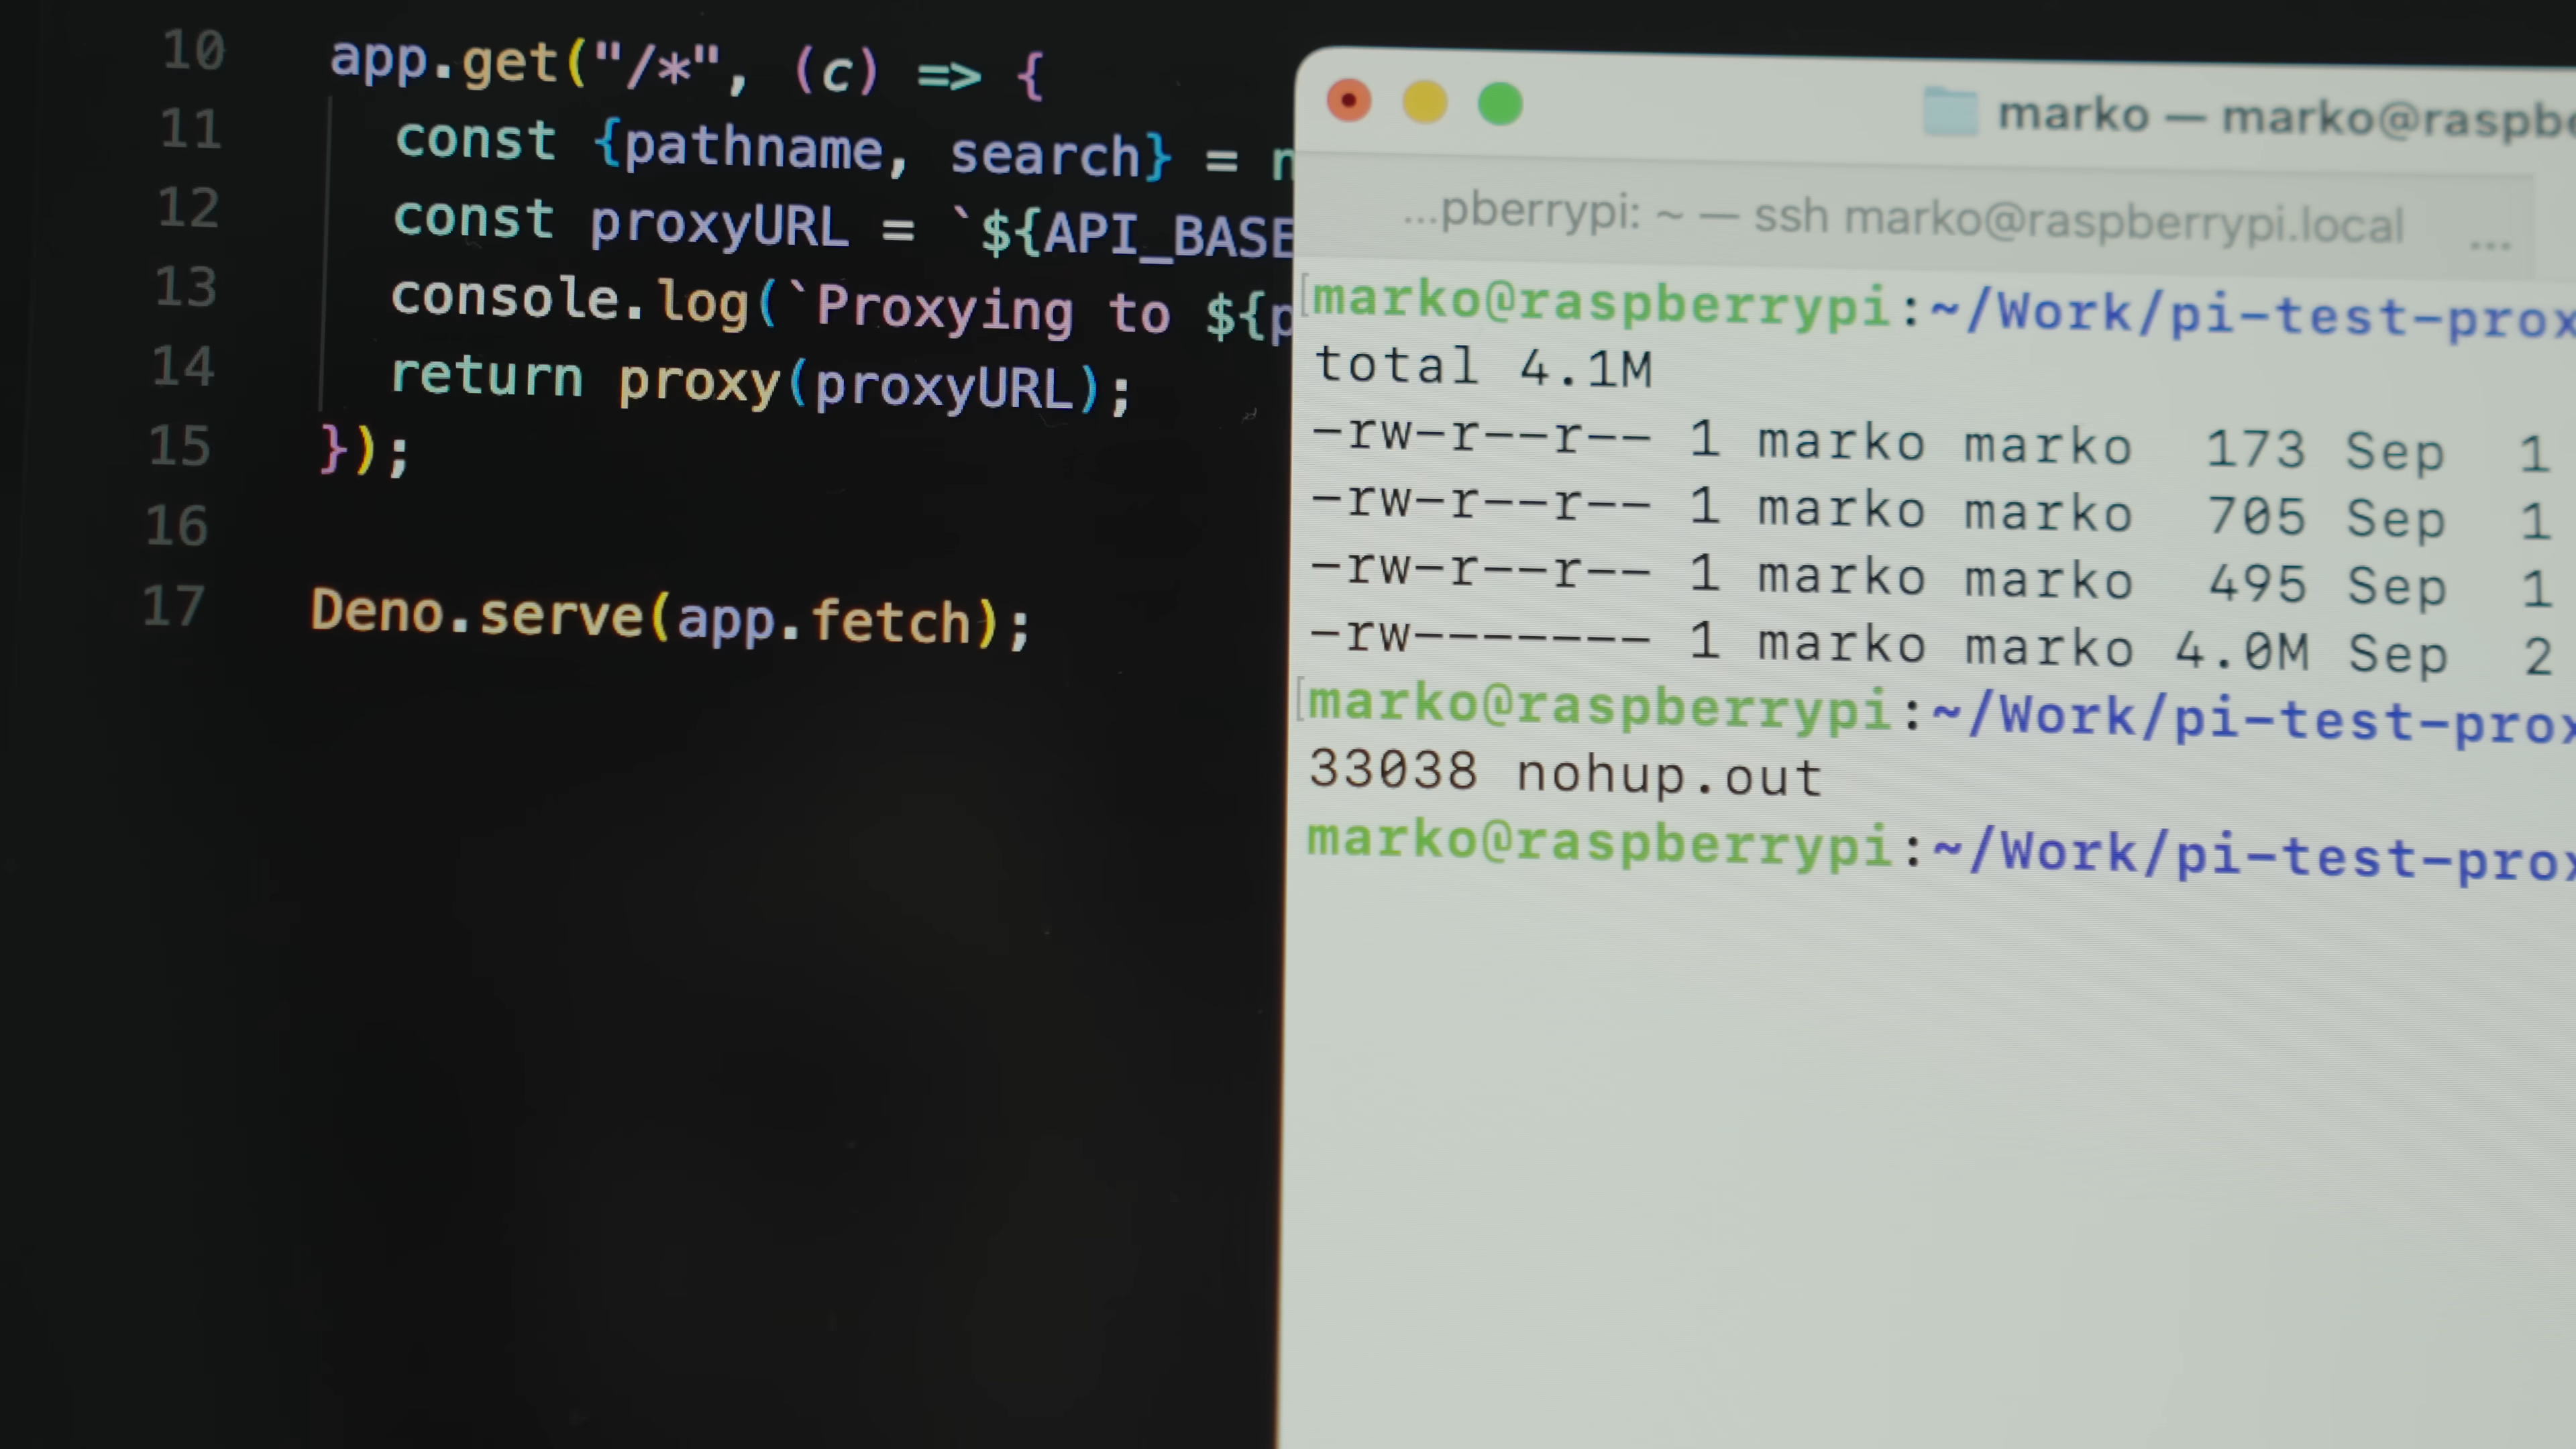 10 app.get("/*", (c) => {
11 const {pathname, search} = n
12 const proxyURL = `${API_BASE
13 console.log(`Proxying to ${p
14 return proxy(proxyURL);
15 });
16
17 Deno.serve(app.fetch);
marko — marko@raspbe
...pberrypi: ~ — ssh marko@raspberrypi.local ...
marko@raspberrypi:~/Work/pi-test-prox
total 4.1M
-rw-r--r-- 1 marko marko 173 Sep 1
-rw-r--r-- 1 marko marko 705 Sep 1
-rw-r--r-- 1 marko marko 495 Sep 1
-rw------- 1 marko marko 4.0M Sep 2
marko@raspberrypi:~/Work/pi-test-prox
33038 nohup.out
marko@raspberrypi:~/Work/pi-test-prox